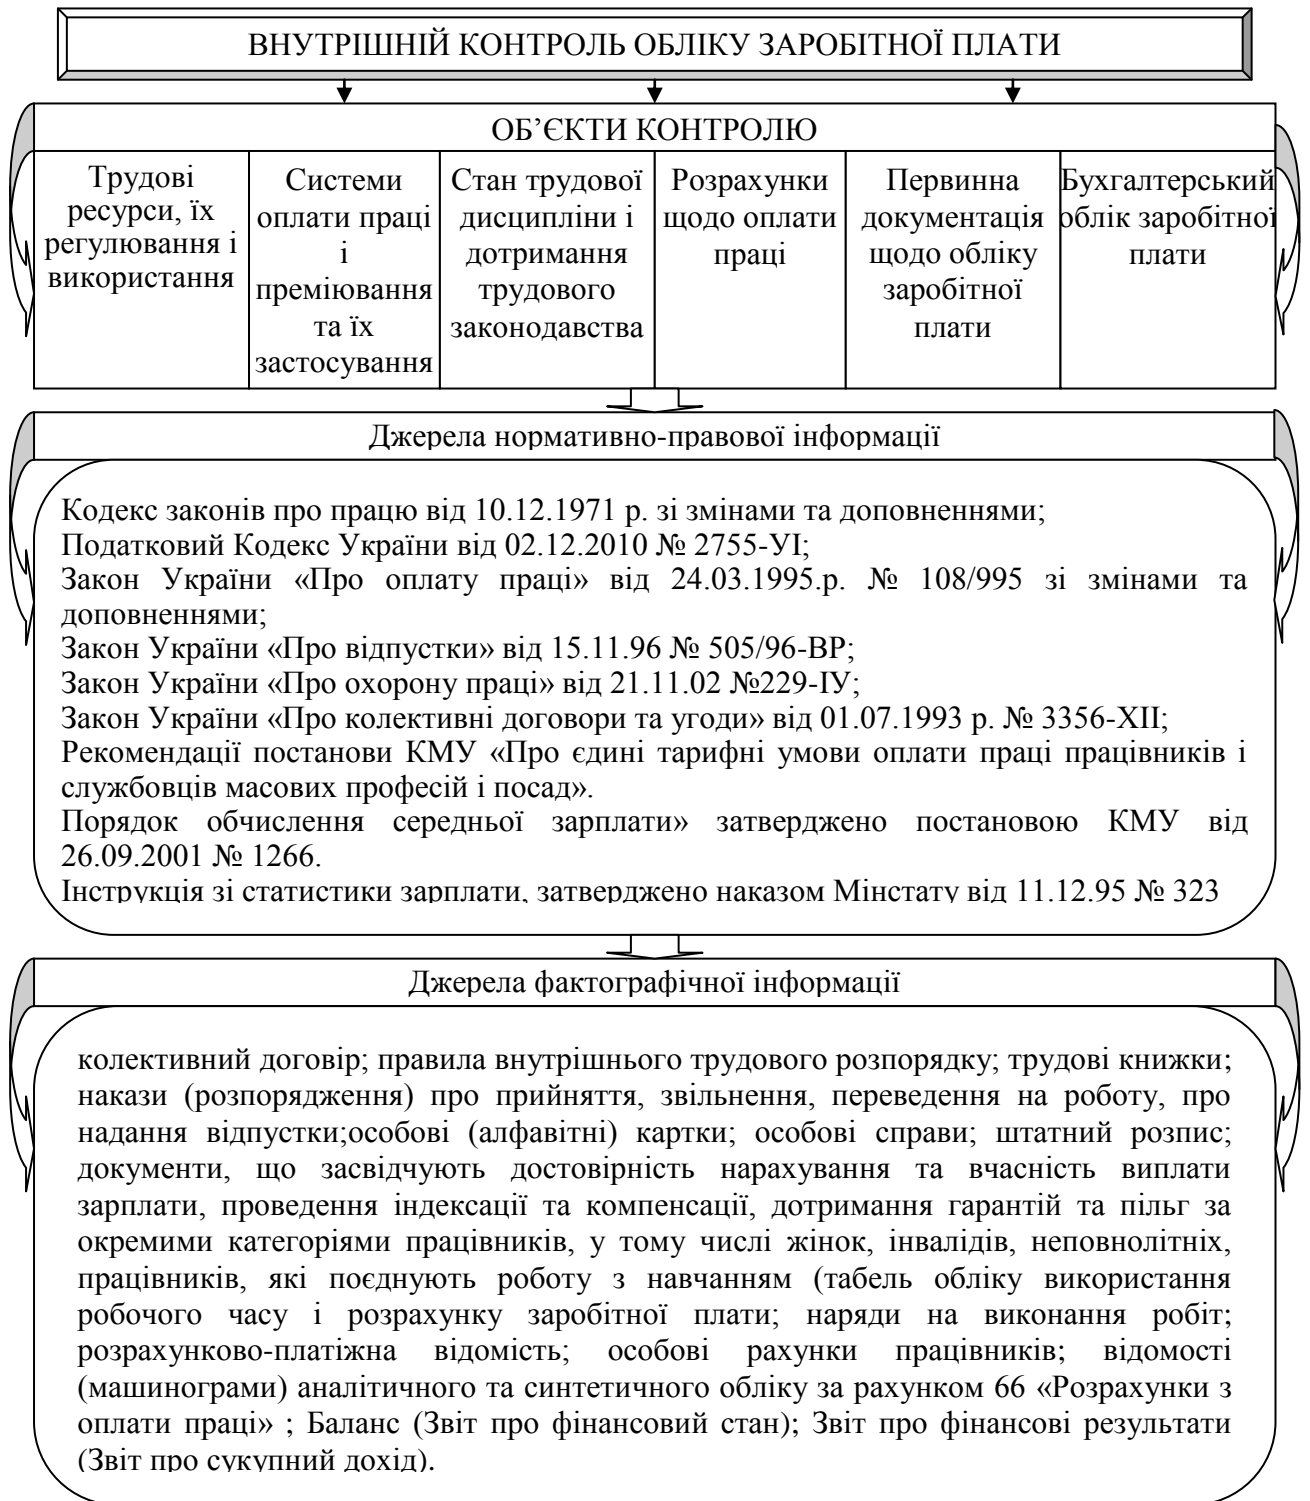 ВНУТРІШНІЙ КОНТРОЛЬ ОБЛІКУ ЗАРОБІТНОЇ ПЛАТИ
ОБ’ЄКТИ КОНТРОЛЮ
Трудові
ресурси, їх
регулювання і
використання
Системи
оплати праці
і
преміювання
та їх
застосування
Стан трудової
дисципліни і
дотримання
трудового
законодавства
Розрахунки
щодо оплати
праці
Первинна
документація
щодо обліку
заробітної
плати
Бухгалтерський
облік заробітної
плати
Джерела нормативно-правової інформації
Кодекс законів про працю від 10.12.1971 р. зі змінами та доповненнями;
Податковий Кодекс України від 02.12.2010 № 2755-УІ;
Закон України «Про оплату праці» від 24.03.1995.р. № 108/995 зі змінами та
доповненнями;
Закон України «Про відпустки» від 15.11.96 № 505/96-ВР;
Закон України «Про охорону праці» від 21.11.02 №229-ІУ;
Закон України «Про колективні договори та угоди» від 01.07.1993 р. № 3356-ХІІ;
Рекомендації постанови КМУ «Про єдині тарифні умови оплати праці працівників і
службовців масових професій і посад».
Порядок обчислення середньої зарплати» затверджено постановою КМУ від
26.09.2001 № 1266.
Інструкція зі статистики зарплати, затверджено наказом Мінстату від 11.12.95 № 323
Джерела фактографічної інформації
колективний договір; правила внутрішнього трудового розпорядку; трудові книжки;
накази (розпорядження) про прийняття, звільнення, переведення на роботу, про
надання відпустки;особові (алфавітні) картки; особові справи; штатний розпис;
документи, що засвідчують достовірність нарахування та вчасність виплати
зарплати, проведення індексації та компенсації, дотримання гарантій та пільг за
окремими категоріями працівників, у тому числі жінок, інвалідів, неповнолітніх,
працівників, які поєднують роботу з навчанням (табель обліку використання
робочого часу і розрахунку заробітної плати; наряди на виконання робіт;
розрахунково-платіжна відомість; особові рахунки працівників; відомості
(машинограми) аналітичного та синтетичного обліку за рахунком 66 «Розрахунки з
оплати праці» ; Баланс (Звіт про фінансовий стан); Звіт про фінансові результати
(Звіт про сукупний дохід).